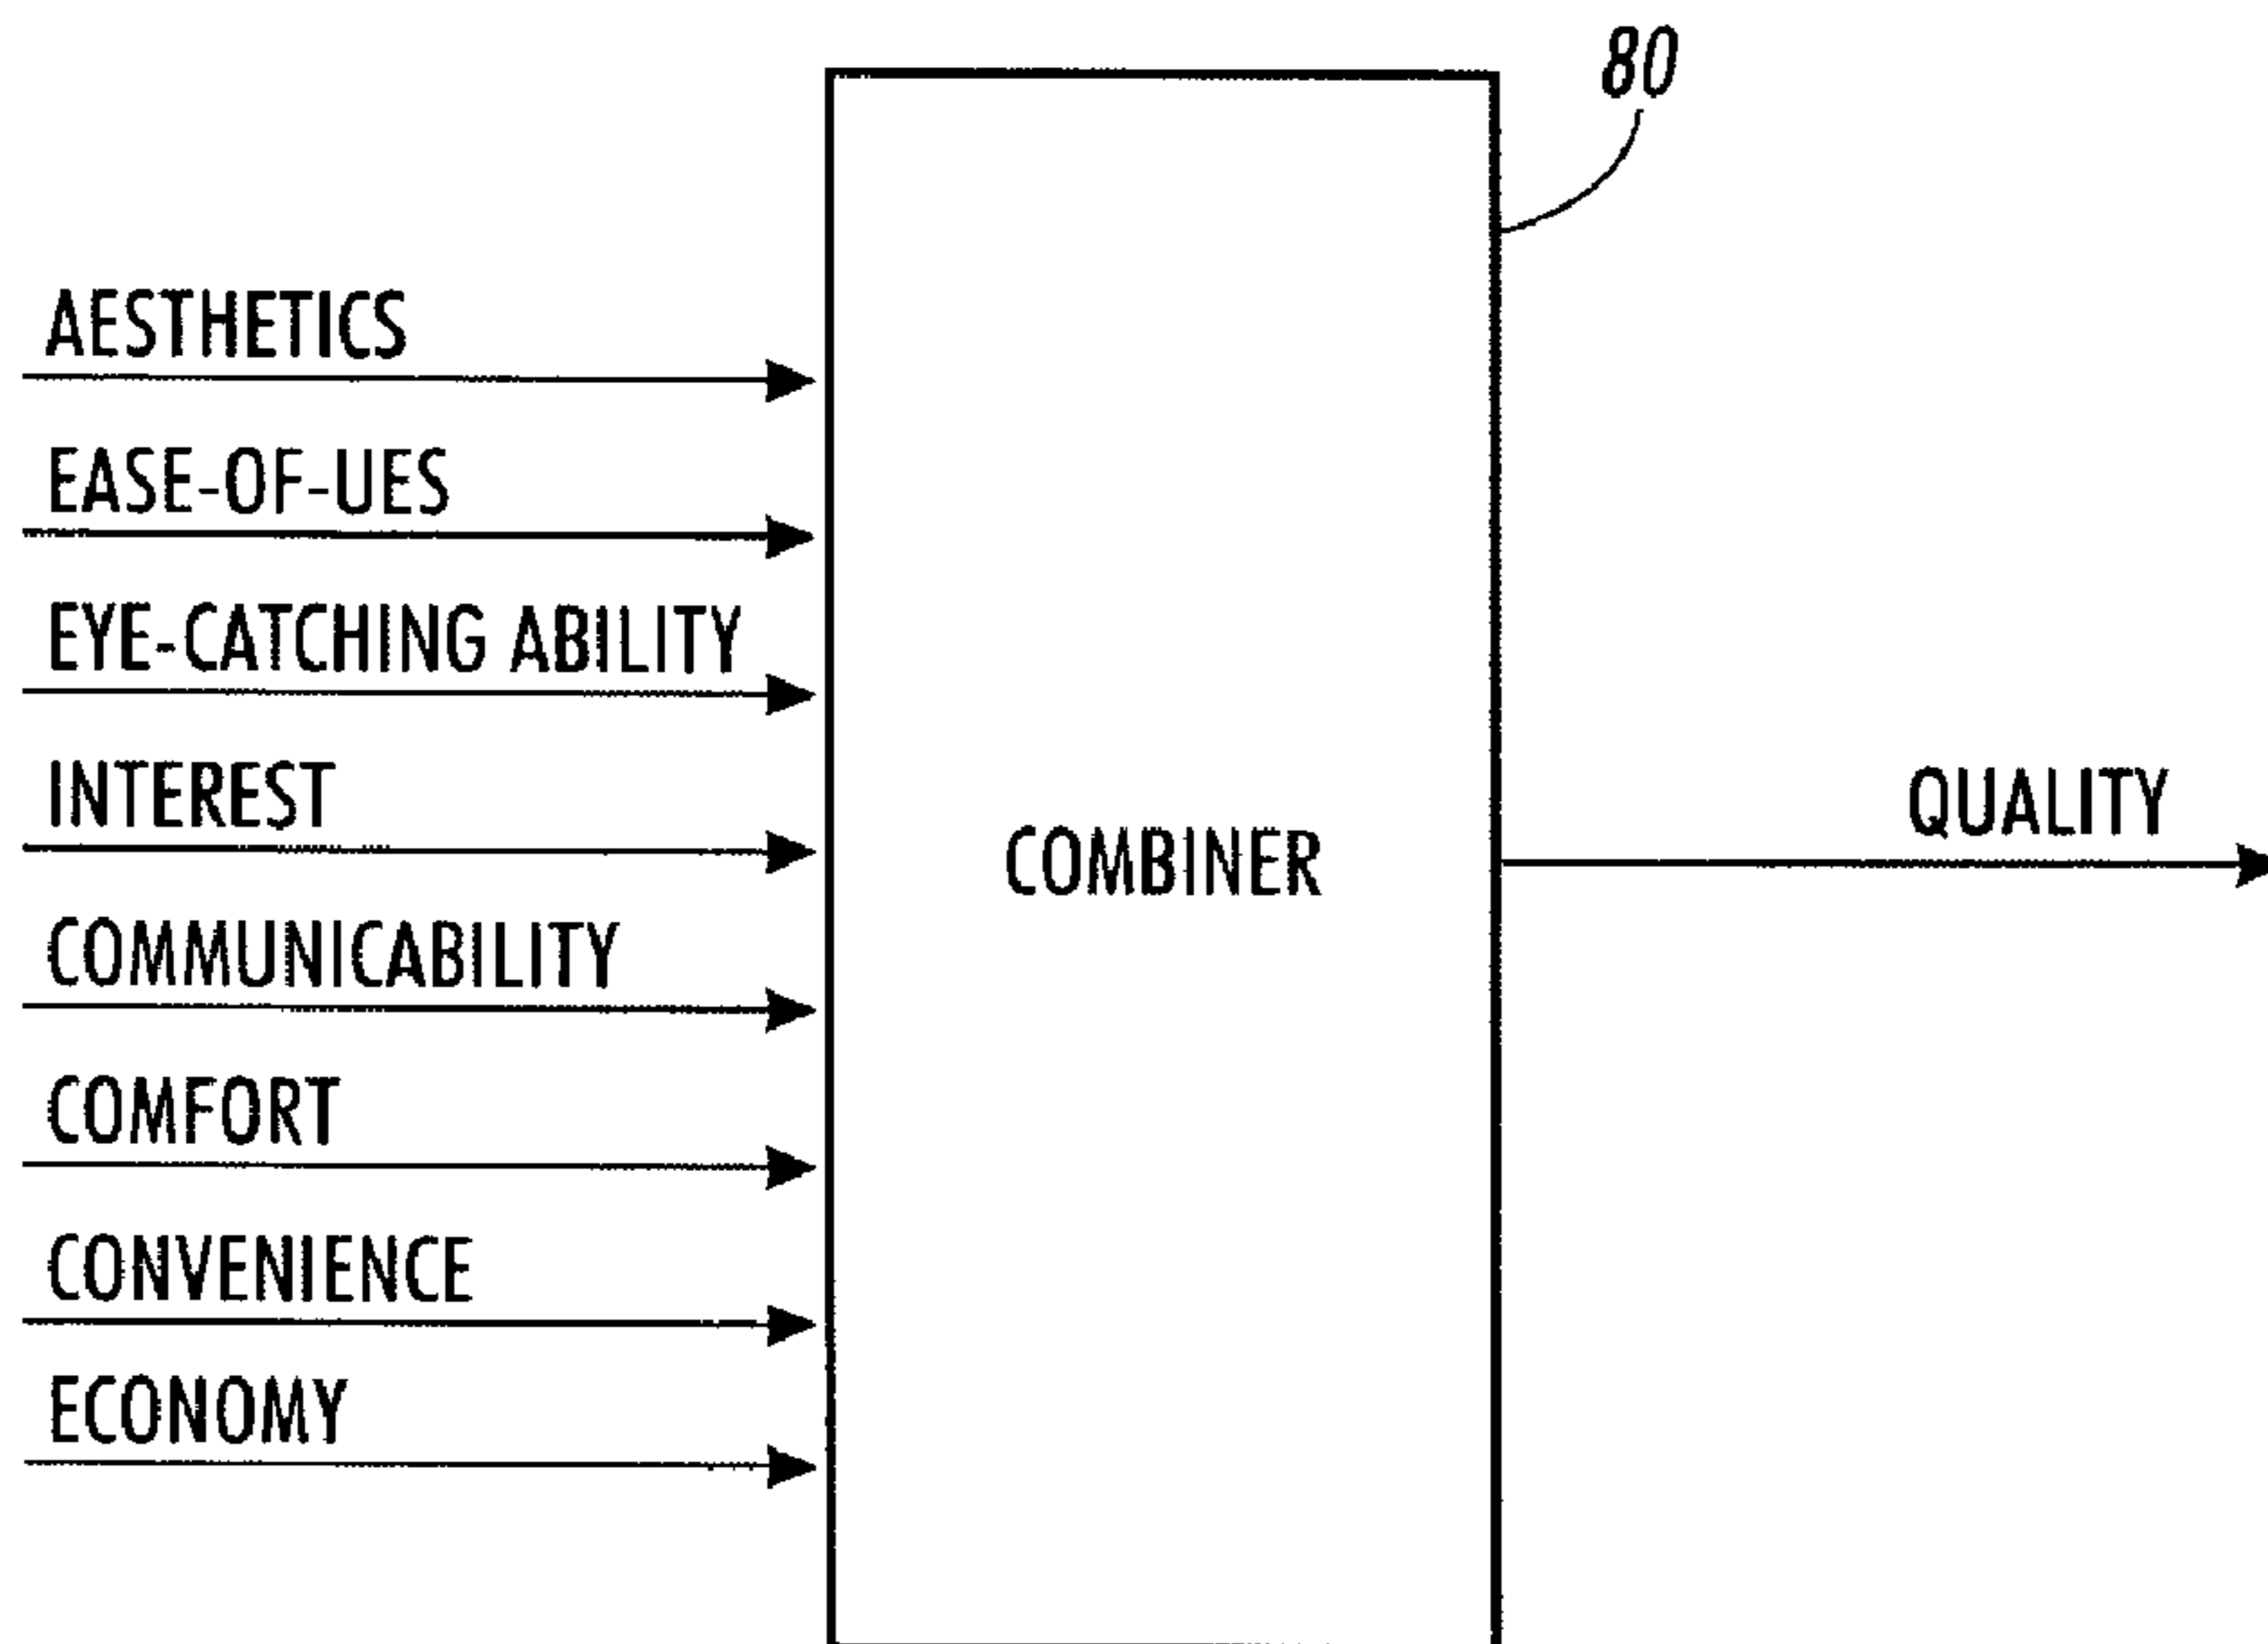 80
AESTHETICS
EASE-OF-UES
EYE-CATCHING ABILITY
INTEREST
COMMUNICABILITY
COMFORT
CONVENIENCE
ECONOMY
COMBINER
QUALITY